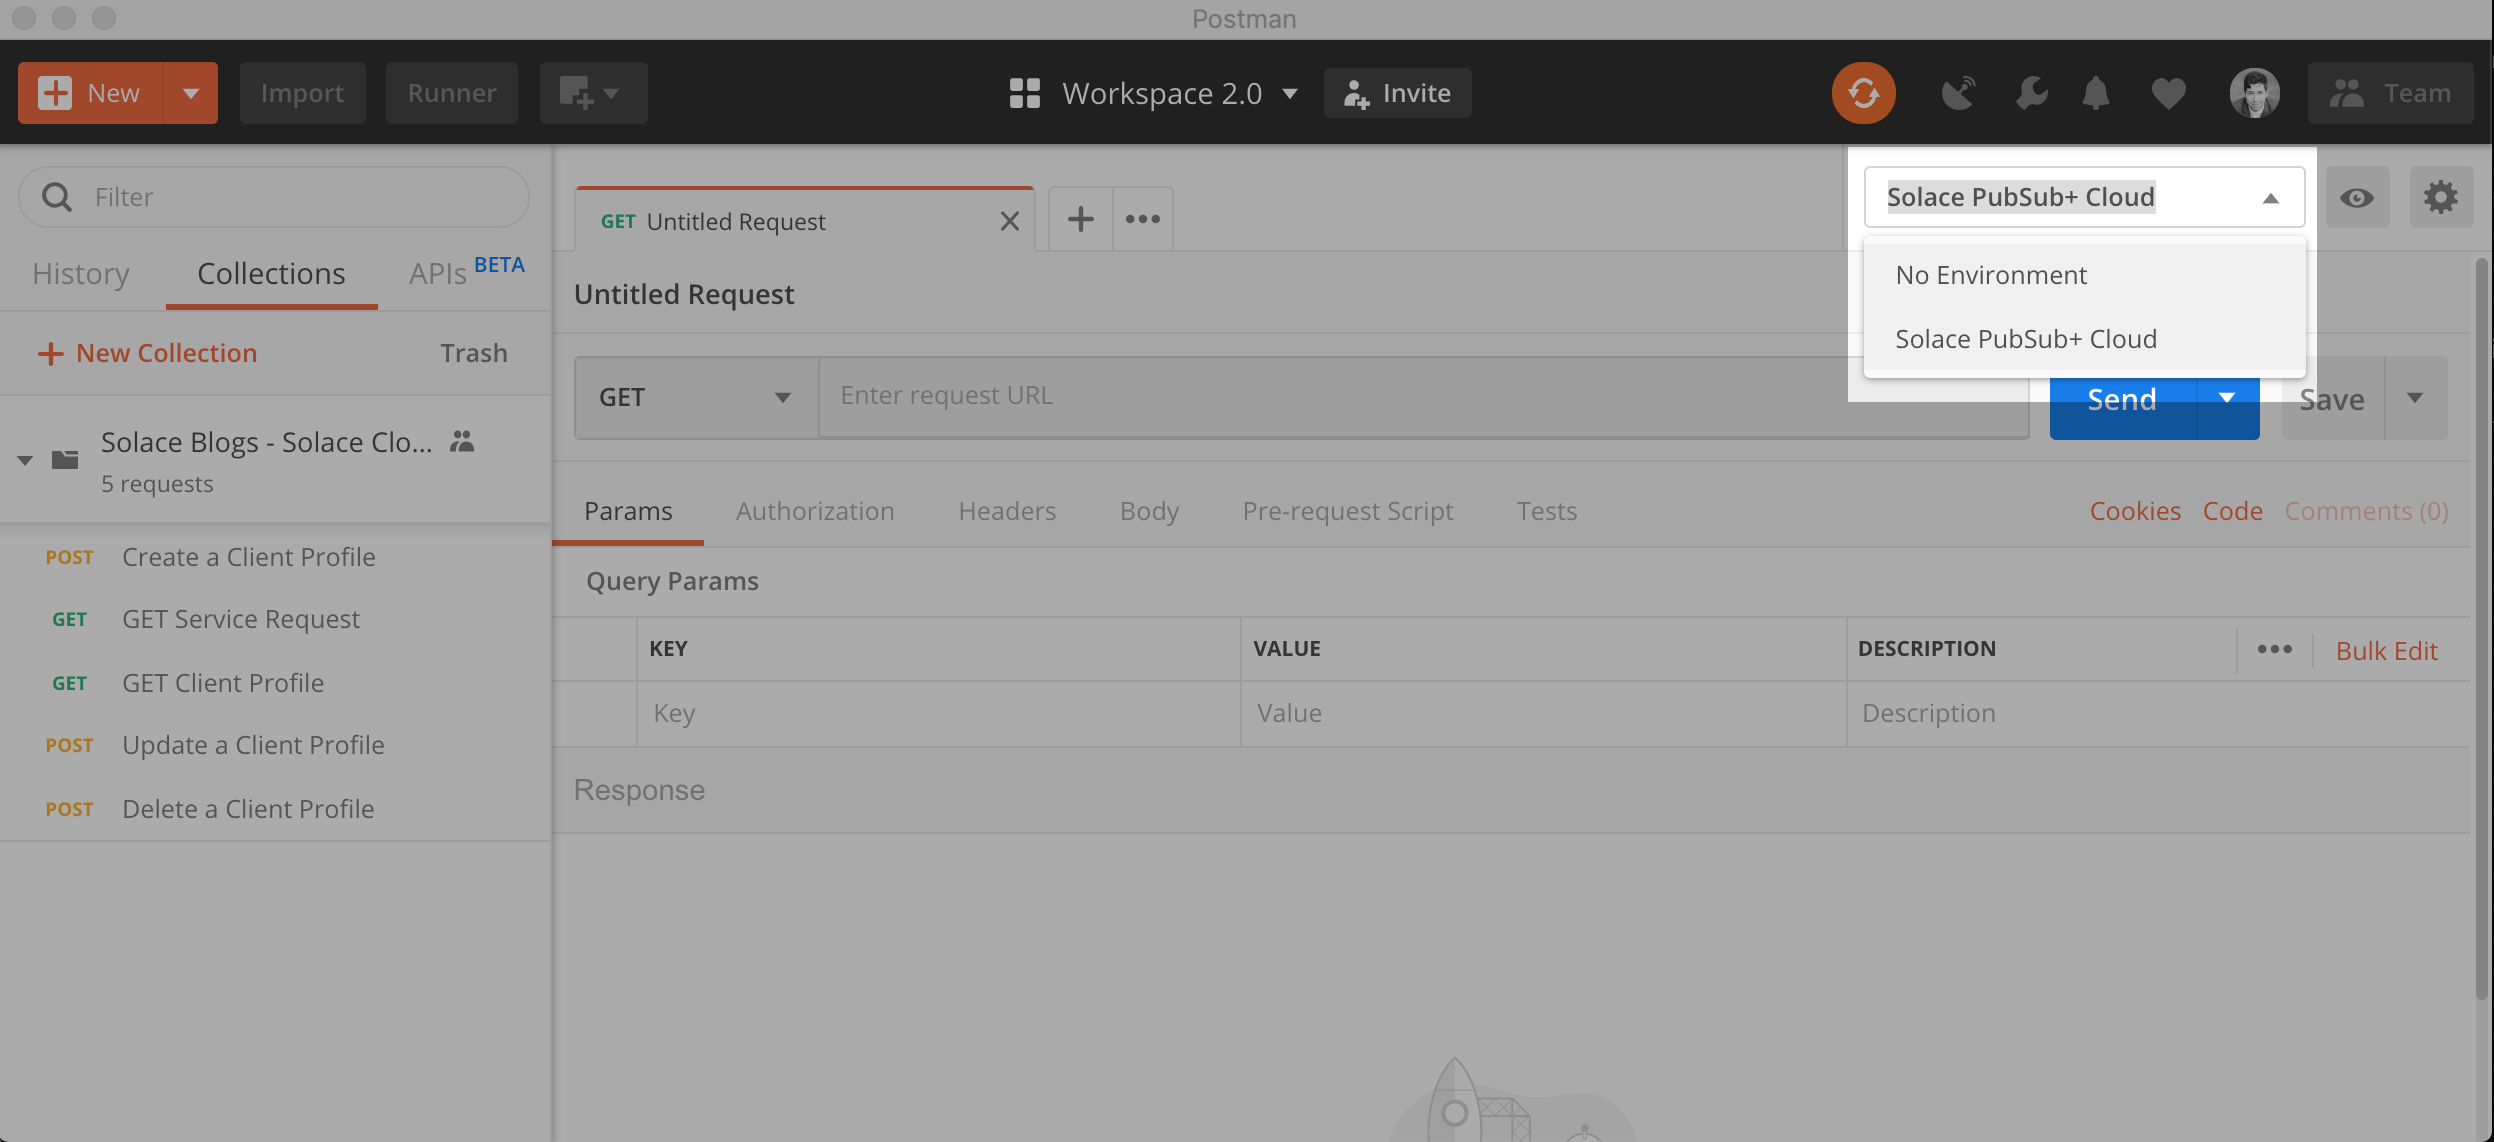 Postman
New
Import
Runner
Workspace 2.0
Invite
Team
Filter
History
Collections
APIs BETA
New Collection
Trash
Solace Blogs - Solace Clo...
5 requests
POST Create a Client Profile
GET GET Service Request
GET GET Client Profile
POST Update a Client Profile
POST Delete a Client Profile
GET Untitled Request
Solace PubSub+ Cloud
No Environment
Solace PubSub+ Cloud
Untitled Request
GET
Enter request URL
Send
Save
Params Authorization Headers Body Pre-request Script Tests
Cookies Code Comments (0)
Query Params
KEY VALUE DESCRIPTION
Bulk Edit
Key Value Description
Response